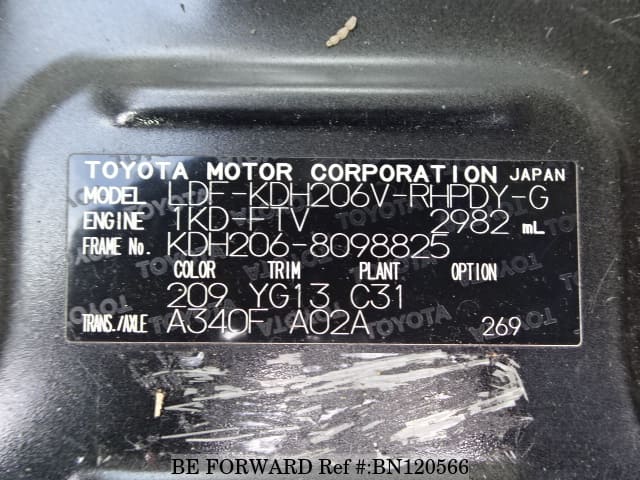 TOYOTA MOTOR CORPORATION JAPAN
MODEL LDF-KDH206V-RHPDY-G
ENGINE 1KD-FTV 2982 mL
FRAME No. KDH206-8098825
COLOR TRIM PLANT OPTION
209 YG13 C31
TRANS./AXLE A340F A02A 269
BE FORWARD Ref #:BN120566